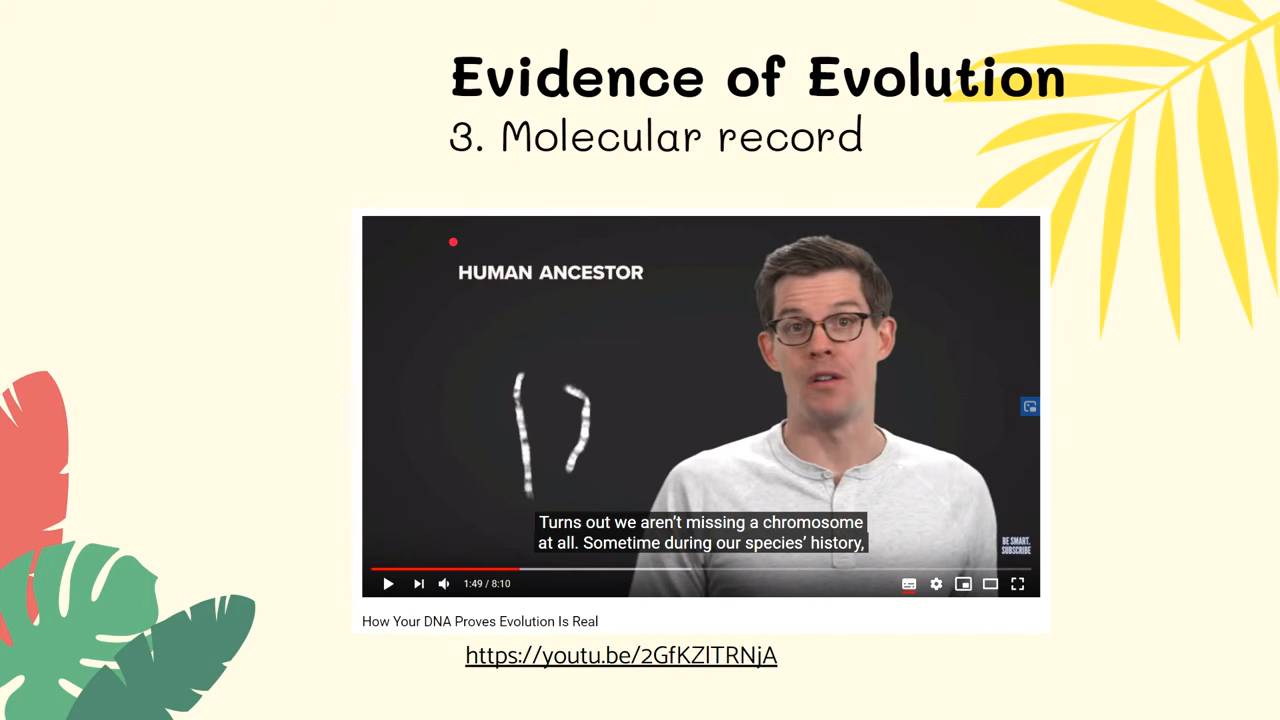 Evidence of Evolution
3. Molecular record
HUMAN ANCESTOR
Turns out we aren't missing a chromosome
at all. Sometime during our species' history,
BE SMART.
SUBSCRIBE
1:49 / 8:10
How Your DNA Proves Evolution Is Real
https://youtu.be/2GfKZlTRNjA